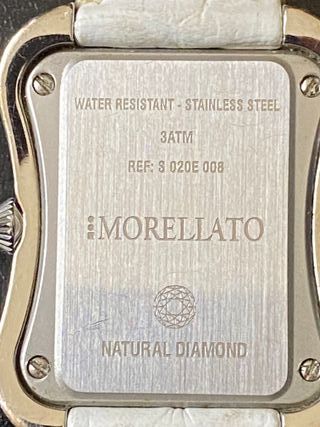 WATER RESISTANT - STAINLESS STEEL
3ATM
REF: S 020E 008
MORELLATO
NATURAL DIAMOND